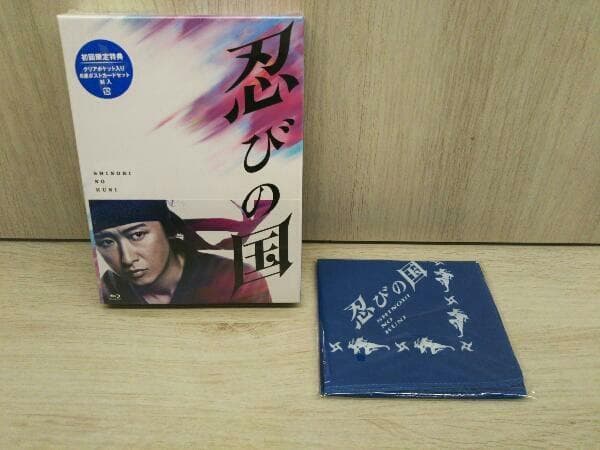 初回限定特典
クリアポケット入り
6連ポストカードセット
封入
忍びの国
SHINOBI
NO
KUNI
忍びの国
SHINOBI
NO
KUNI